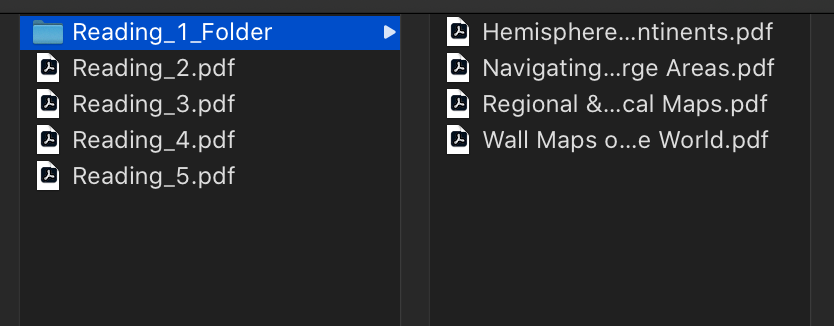 Reading_1_Folder
Reading_2.pdf
Reading_3.pdf
Reading_4.pdf
Reading_5.pdf
Hemisphere...ntinents.pdf
Navigating...rge Areas.pdf
Regional &...cal Maps.pdf
Wall Maps o...e World.pdf